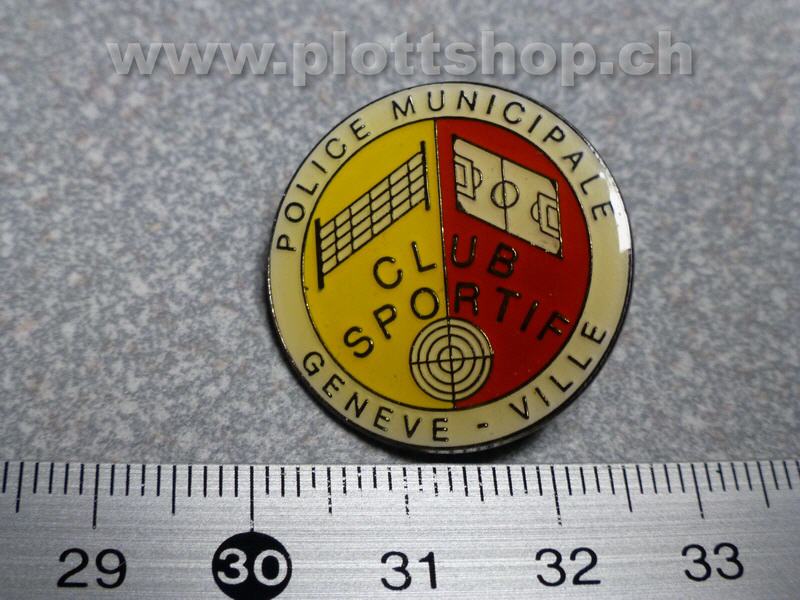 www.plottshop.ch
POLICE MUNICIPALE
CLUB
SPORTIF
GENEVE - VILLE
29 30 31 32 33